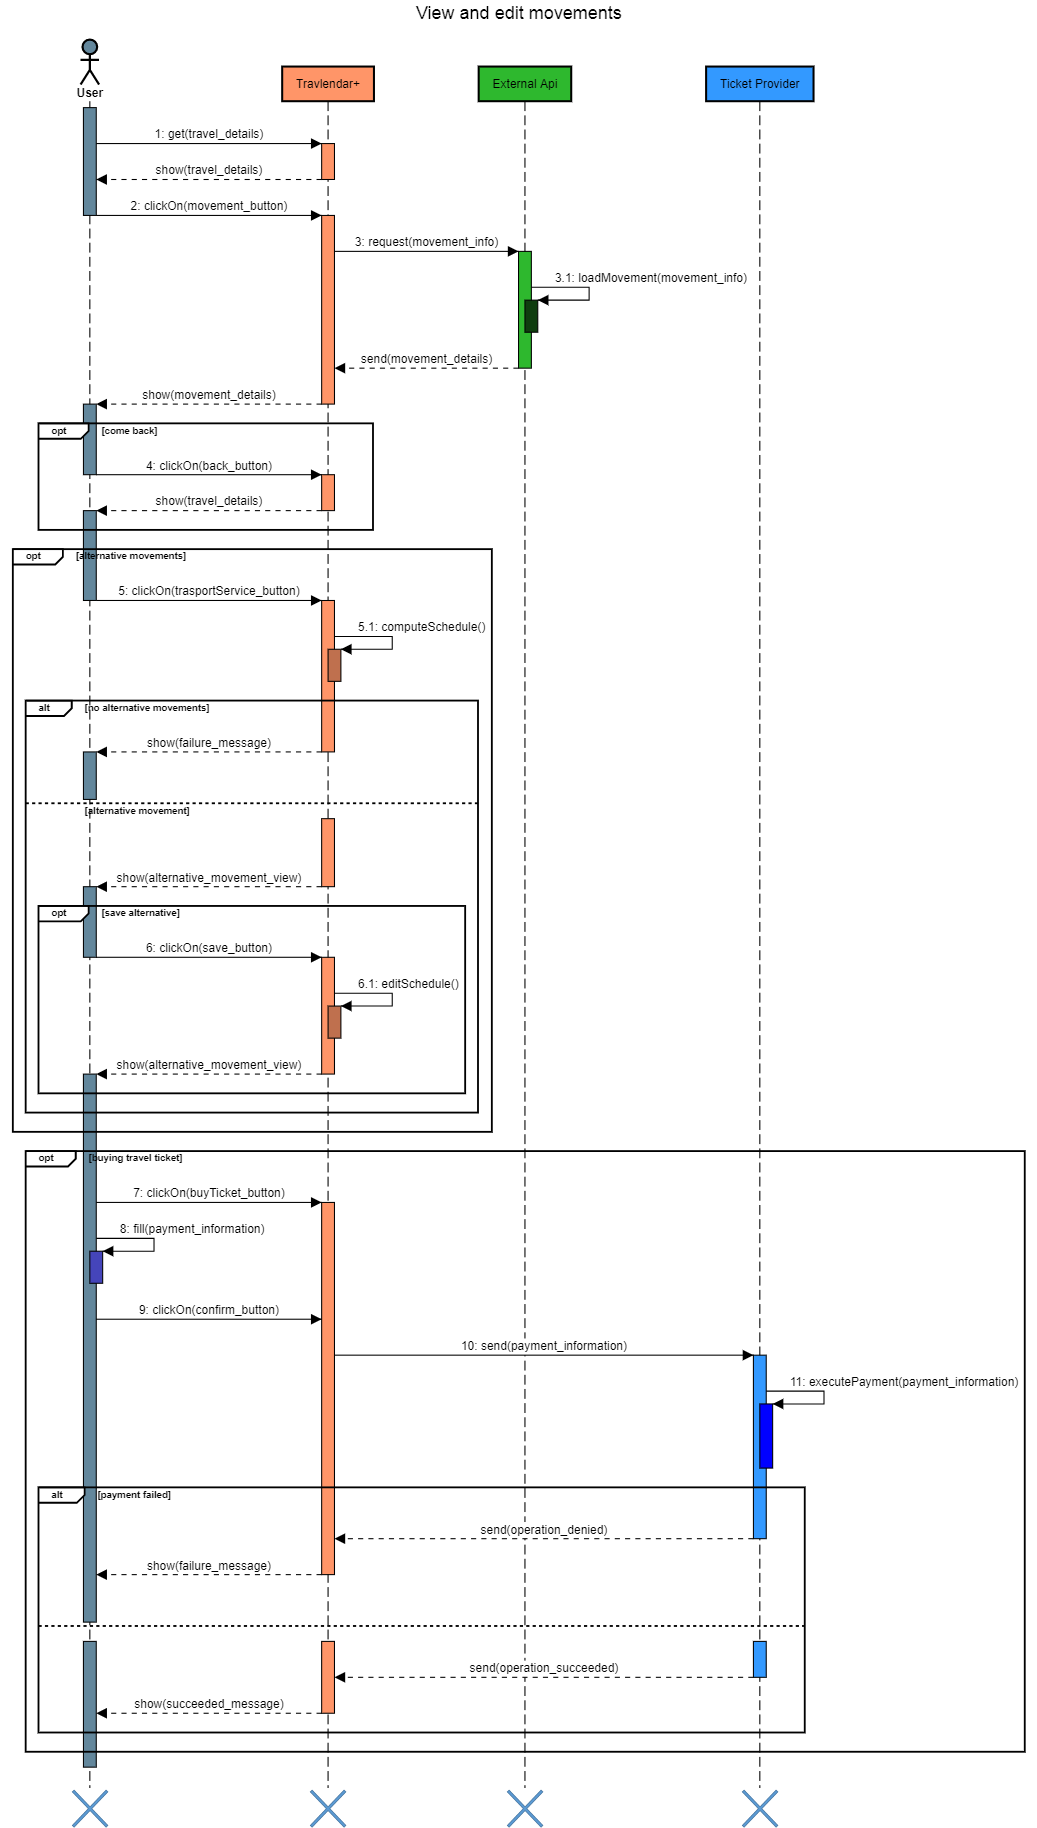 View and edit movements
User
Travlendar+
External Api
Ticket Provider
1: get(travel_details)
show(travel_details)
2: clickOn(movement_button)
3: request(movement_info)
3.1: loadMovement(movement_info)
send(movement_details)
show(movement_details)
opt [come back]
4: clickOn(back_button)
show(travel_details)
opt [alternative movements]
5: clickOn(trasportService_button)
5.1: computeSchedule()
alt [no alternative movements]
show(failure_message)
[alternative movement]
show(alternative_movement_view)
opt [save alternative]
6: clickOn(save_button)
6.1: editSchedule()
show(alternative_movement_view)
opt [buying travel ticket]
7: clickOn(buyTicket_button)
8: fill(payment_information)
9: clickOn(confirm_button)
10: send(payment_information)
11: executePayment(payment_information)
alt [payment failed]
send(operation_denied)
show(failure_message)
send(operation_succeeded)
show(succeeded_message)